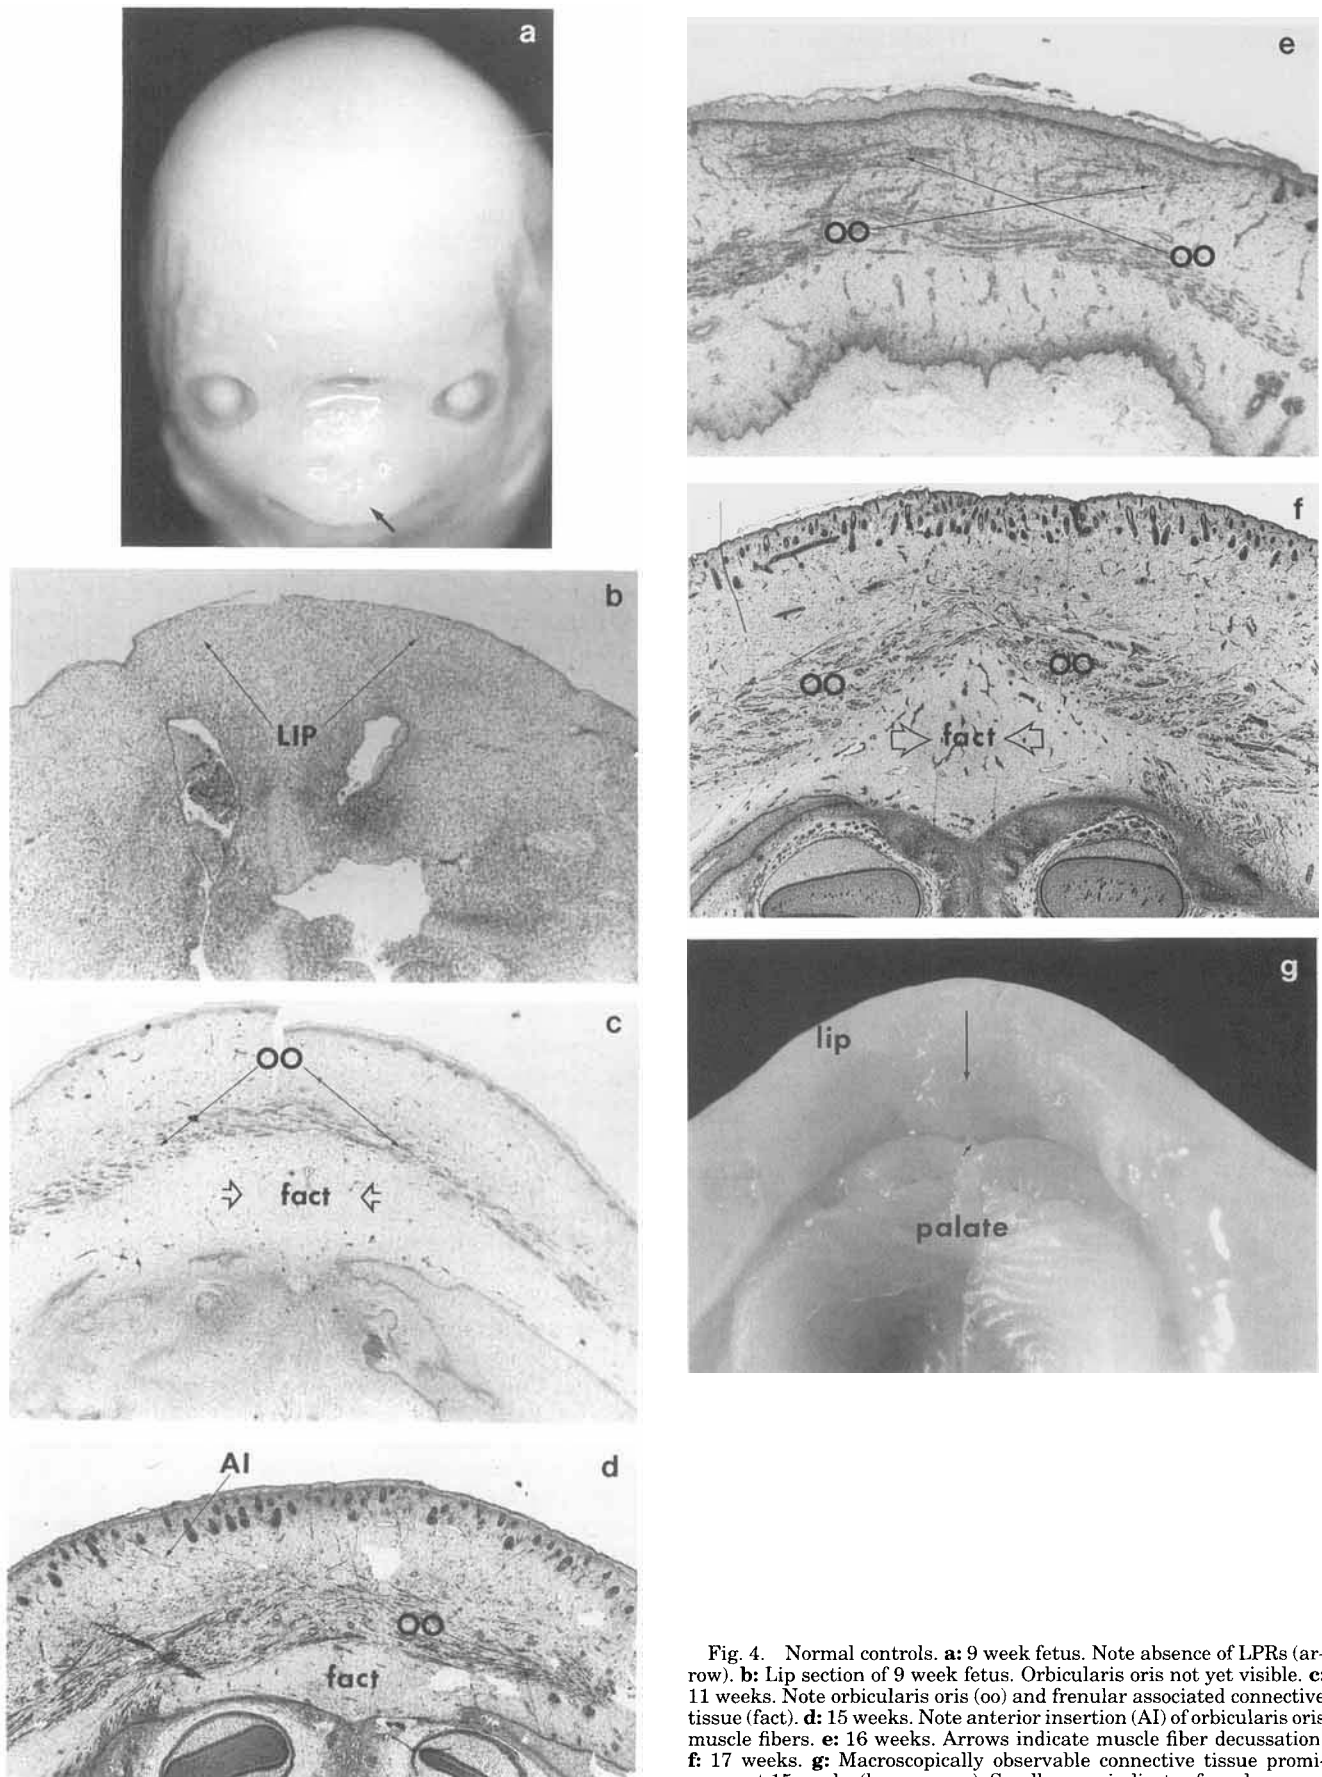 a
b
LIP
c
OO
fact
AI
d
OO
fact
e
OO
OO
f
OO
OO
fact
g
lip
palate
Fig. 4. Normal controls. a: 9 week fetus. Note absence of LPRs (ar-
row). b: Lip section of 9 week fetus. Orbicularis oris not yet visible. c:
11 weeks. Note orbicularis oris (oo) and frenular associated connective
tissue (fact). d: 15 weeks. Note anterior insertion (AI) of orbicularis oris
muscle fibers. e: 16 weeks. Arrows indicate muscle fiber decussation.
f: 17 weeks. g: Macroscopically observable connective tissue promi-